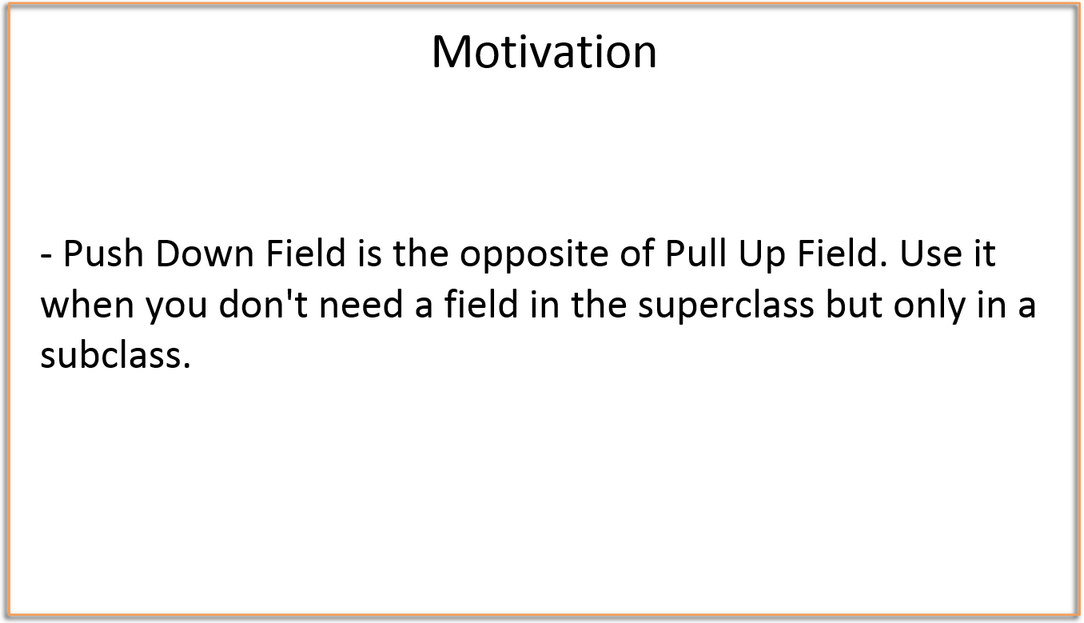 Motivation
- Push Down Field is the opposite of Pull Up Field. Use it
when you don't need a field in the superclass but only in a
subclass.